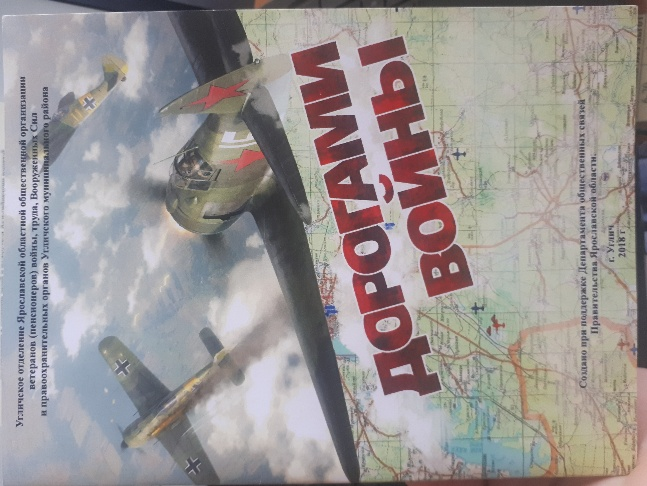 Угличское отделение Ярославской областной общественной организации
ветеранов (пенсионеров) войны, труда, Вооруженных Сил
и правоохранительных органов Угличского муниципального района
ДОРОГАМИ
ВОЙНЫ
Создано при поддержке Департамента общественных связей
Правительства Ярославской области.
г. Углич
2018 г